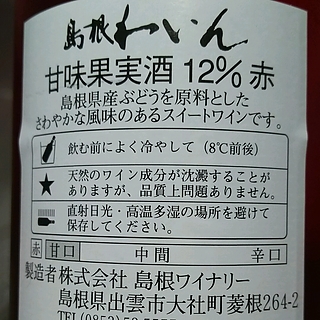 島根わいん
甘味果実酒 12% 赤
島根県産ぶどうを原料とした
さわやかな風味のあるスイートワインです。
飲む前によく冷やして(8℃前後)
天然のワイン成分が沈澱することが
ありますが、品質上問題ありません。
直射日光・高温多湿の場所を避けて
保存してください。
赤 甘口 中間 辛口
製造者 株式会社 島根ワイナリー
島根県出雲市大社町菱根264-2